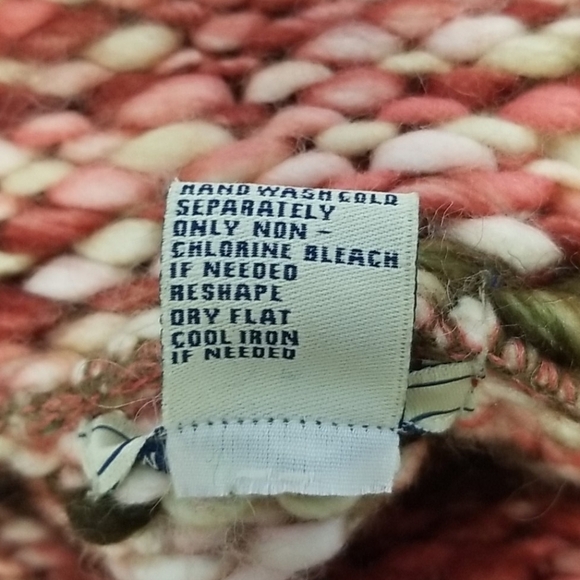 HAND WASH COLD
SEPARATELY
ONLY NON-
CHLORINE BLEACH
IF NEEDED
RESHAPE
DRY FLAT
COOL IRON
IF NEEDED